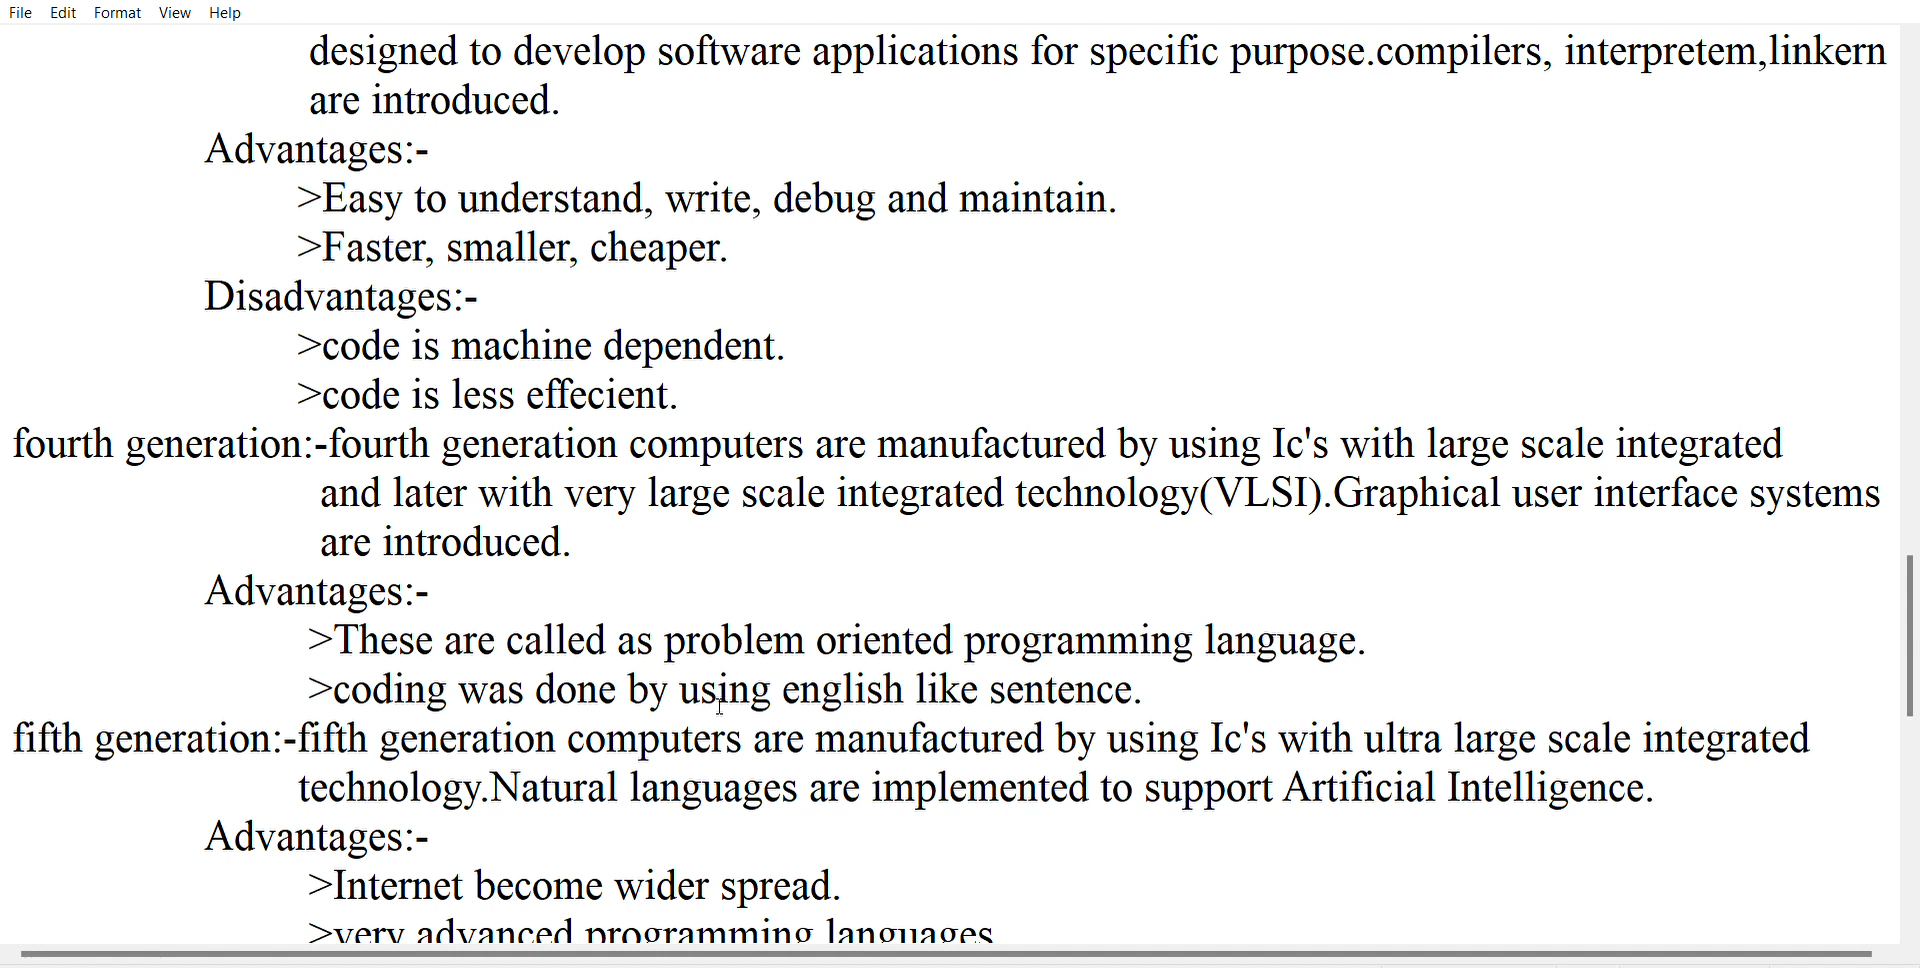 File Edit Format View Help
designed to develop software applications for specific purpose.compilers, interpretem,linkern
are introduced.
Advantages:-
>Easy to understand, write, debug and maintain.
>Faster, smaller, cheaper.
Disadvantages:-
>code is machine dependent.
>code is less effecient.
fourth generation:-fourth generation computers are manufactured by using Ic's with large scale integrated
and later with very large scale integrated technology(VLSI).Graphical user interface systems
are introduced.
Advantages:-
>These are called as problem oriented programming language.
>coding was done by using english like sentence.
fifth generation:-fifth generation computers are manufactured by using Ic's with ultra large scale integrated
technology.Natural languages are implemented to support Artificial Intelligence.
Advantages:-
>Internet become wider spread.
>very advanced programming languages